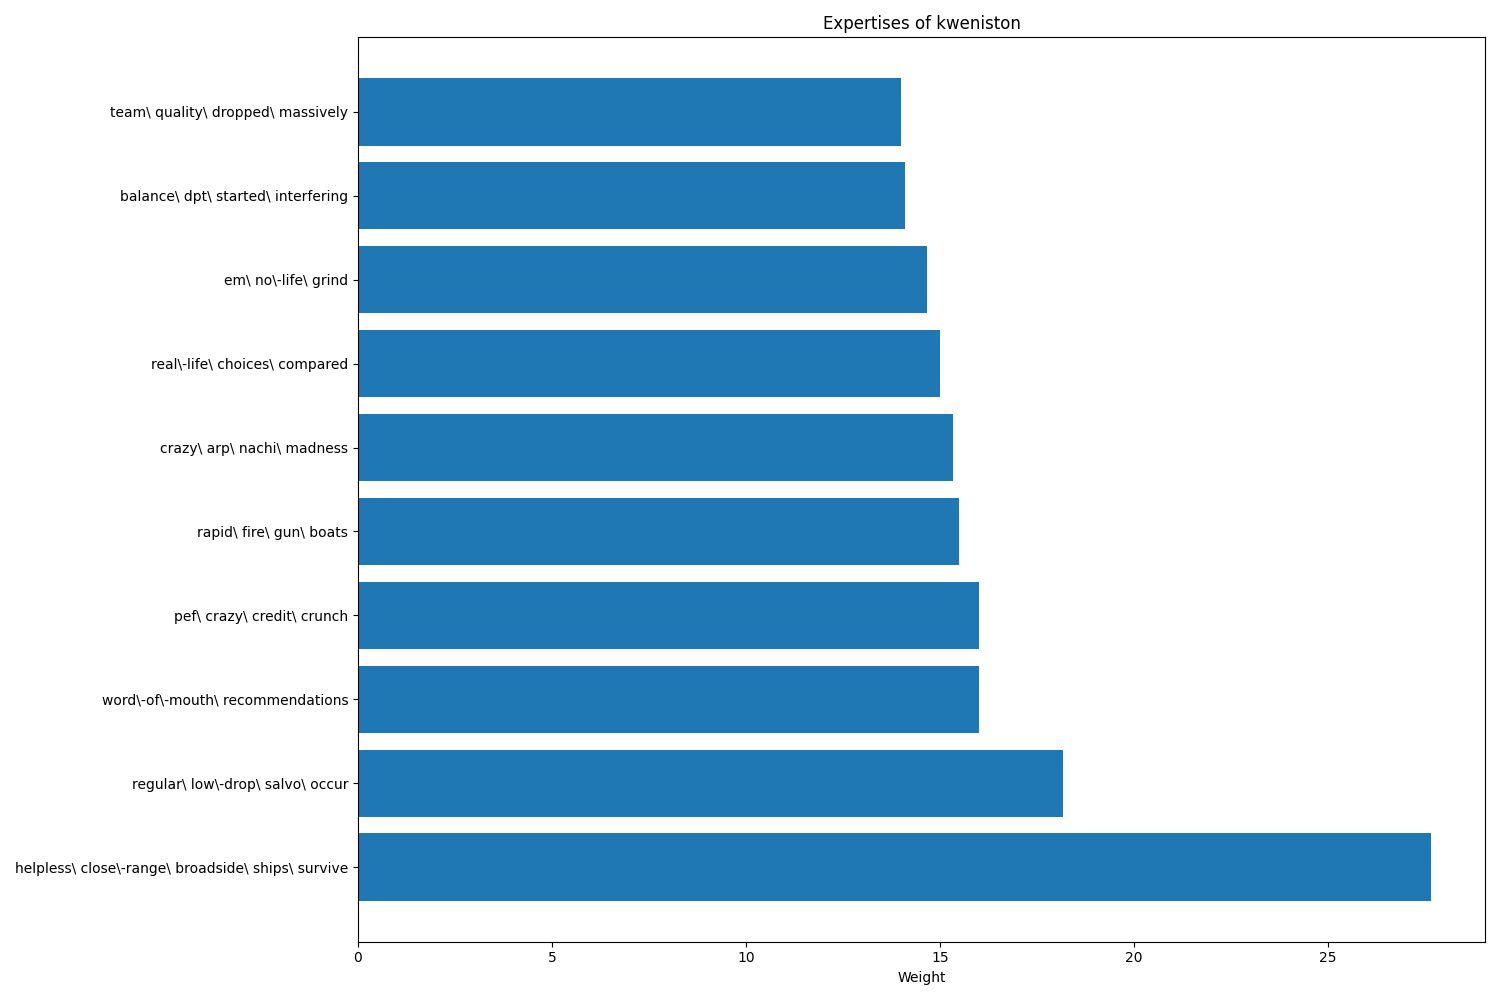 Expertises of kweniston
team\ quality\ dropped\ massively
balance\ dpt\ started\ interfering
em\ no\-life\ grind
real\-life\ choices\ compared
crazy\ arp\ nachi\ madness
rapid\ fire\ gun\ boats
pef\ crazy\ credit\ crunch
word\-of\-mouth\ recommendations
regular\ low\-drop\ salvo\ occur
helpless\ close\-range\ broadside\ ships\ survive
0 5 10 15 20 25
Weight